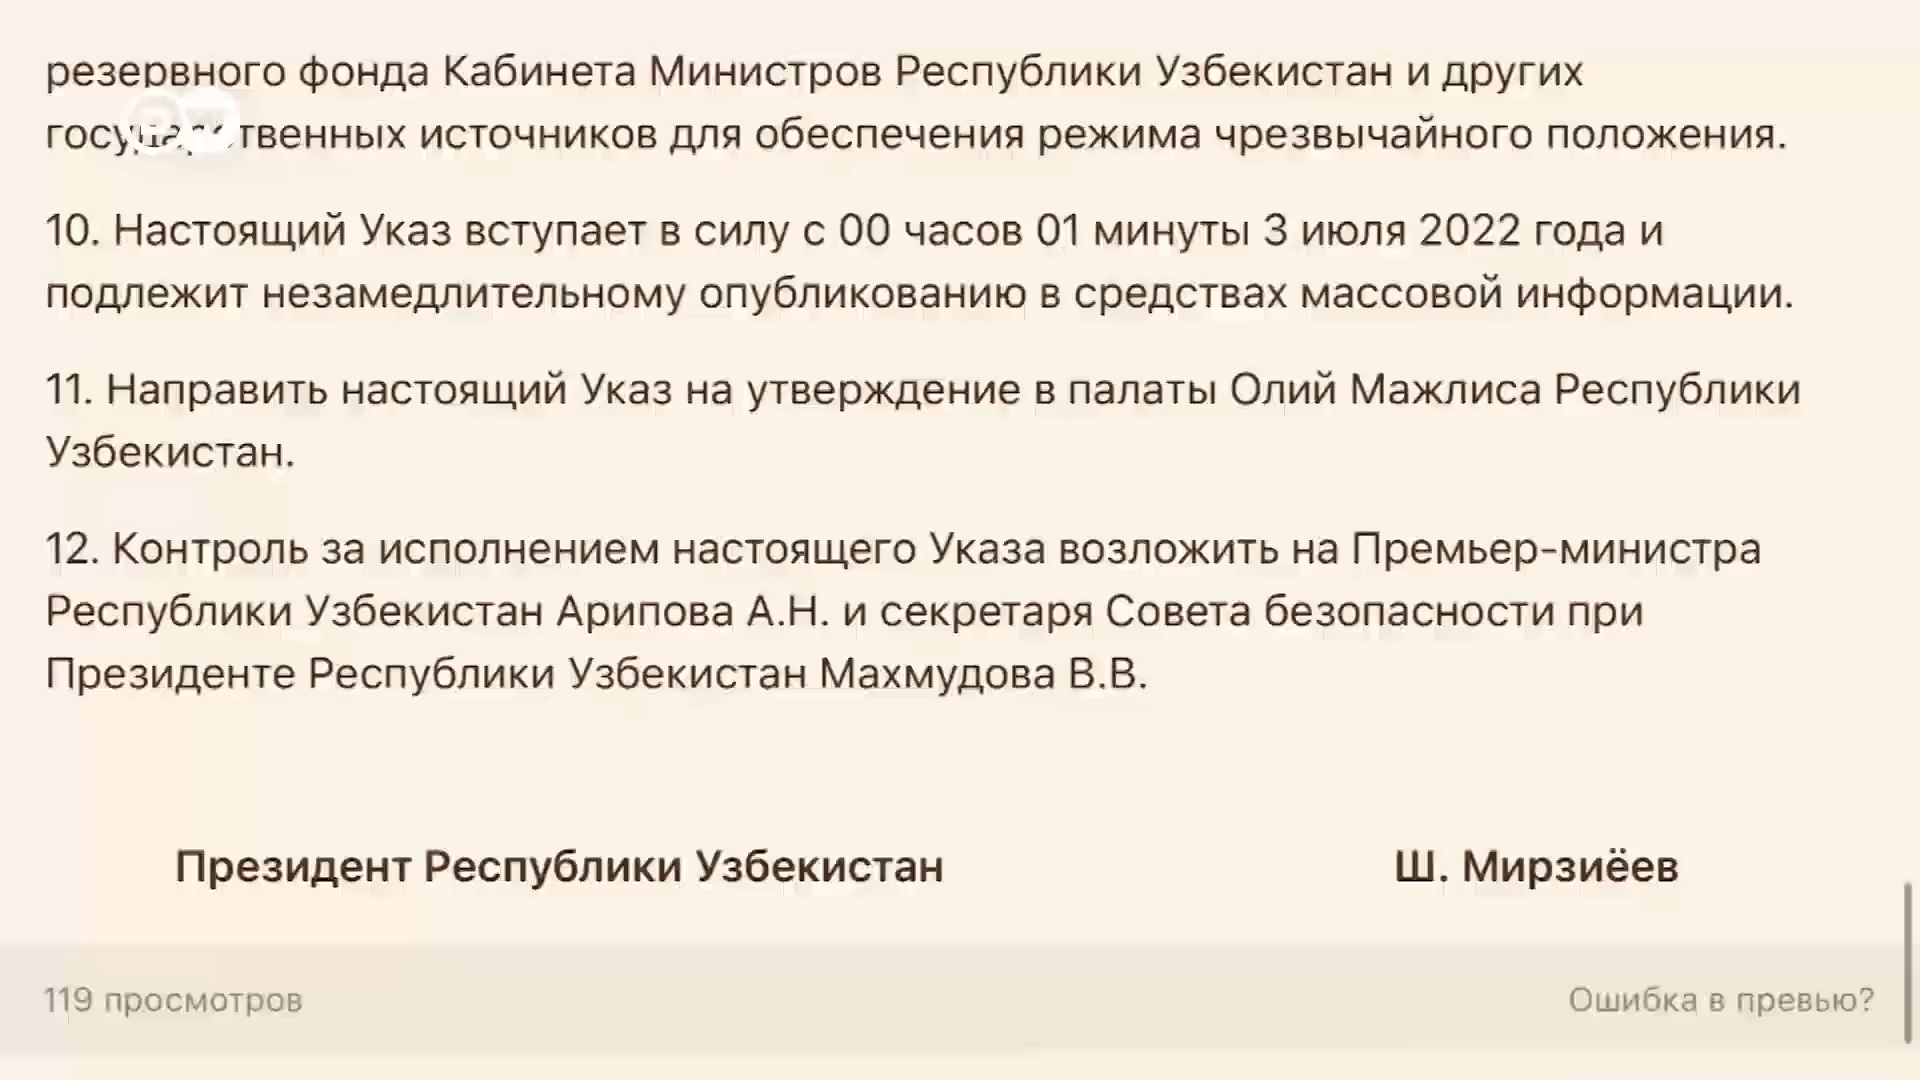 резервного фонда Кабинета Министров Республики Узбекистан и других
государственных источников для обеспечения режима чрезвычайного положения.
10. Настоящий Указ вступает в силу с 00 часов 01 минуты 3 июля 2022 года и
подлежит незамедлительному опубликованию в средствах массовой информации.
11. Направить настоящий Указ на утверждение в палаты Олий Мажлиса Республики
Узбекистан.
12. Контроль за исполнением настоящего Указа возложить на Премьер-министра
Республики Узбекистан Арипова А.Н. и секретаря Совета безопасности при
Президенте Республики Узбекистан Махмудова В.В.
Президент Республики Узбекистан Ш. Мирзиёев
119 просмотров Ошибка в превью?